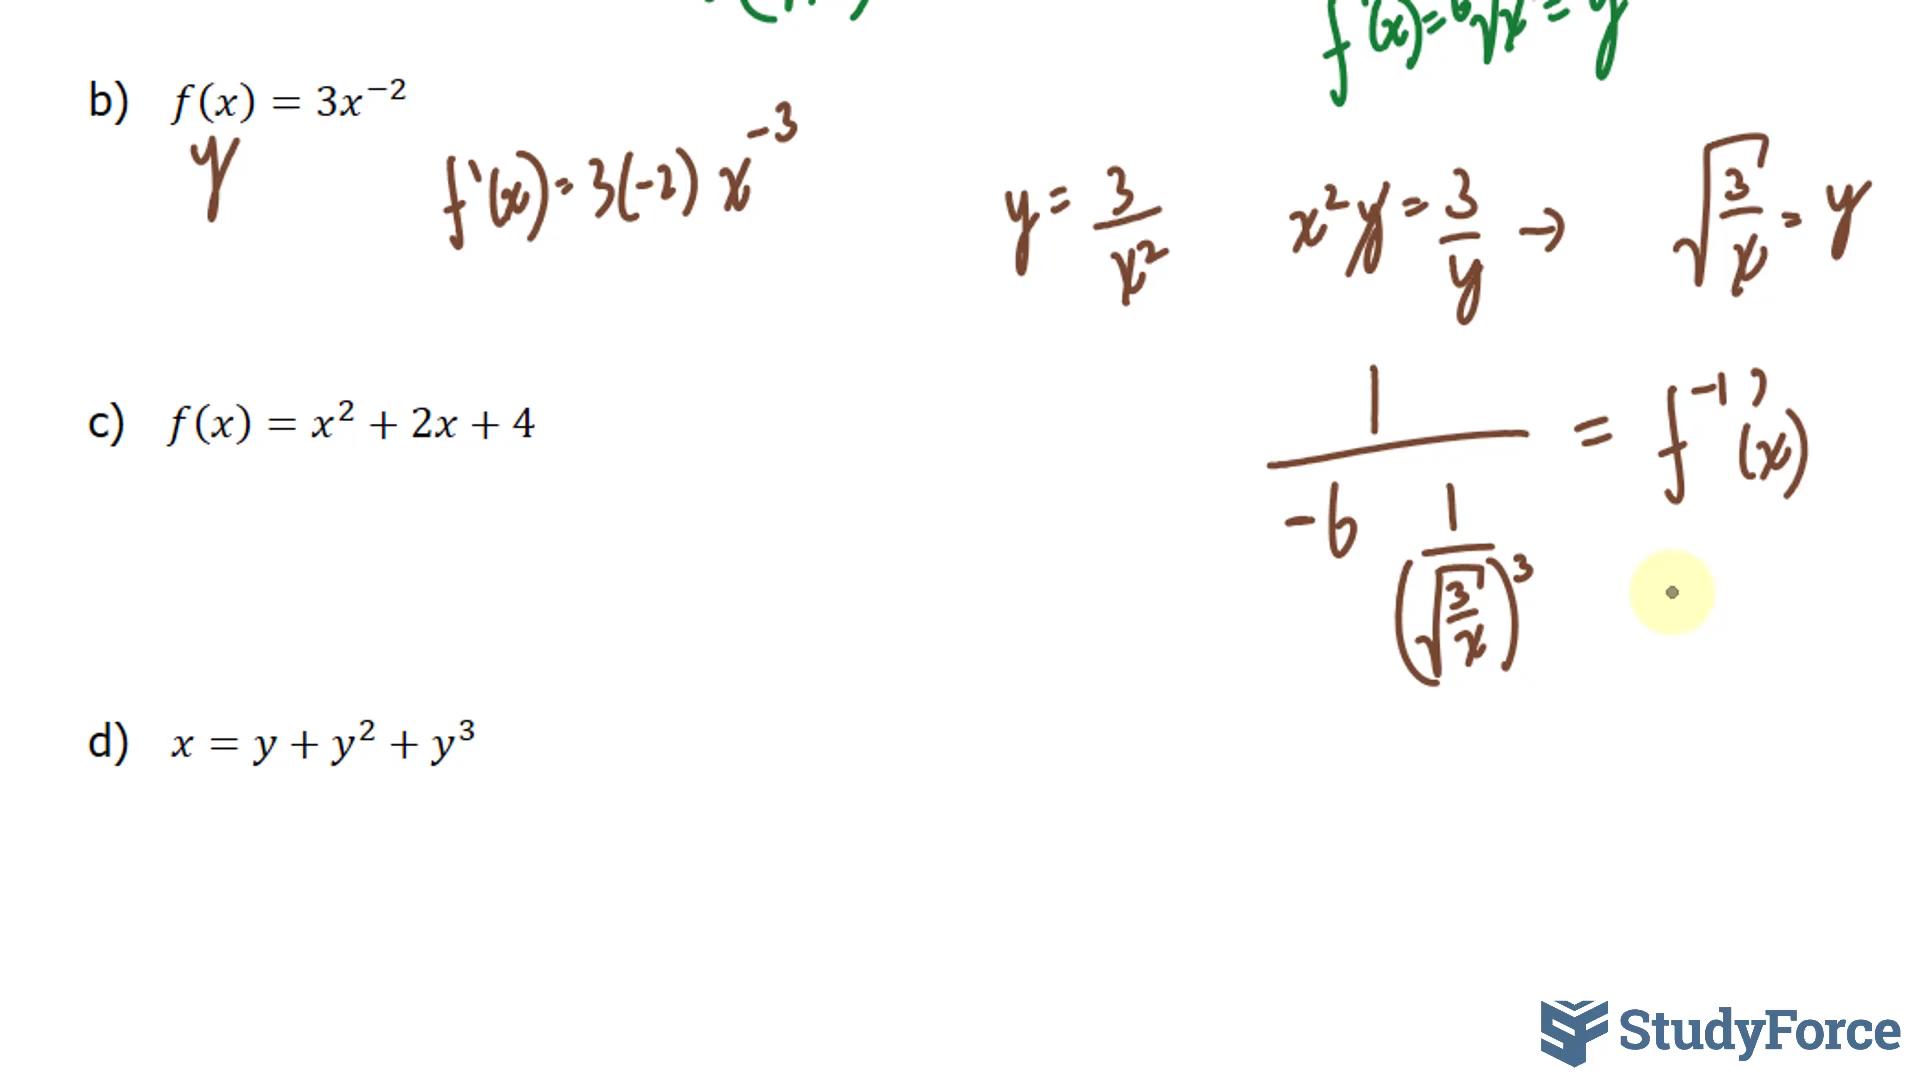 f'(x) = 6√x = y
b) f(x) = 3x⁻²
y
f'(x) = 3(-2) x⁻³
y = 3/x²
x²y = 3/y →
√(3/x) = y
c) f(x) = x² + 2x + 4
1/(-6 1/(√(3/x))³) = f⁻¹'(x)
d) x = y + y² + y³
StudyForce